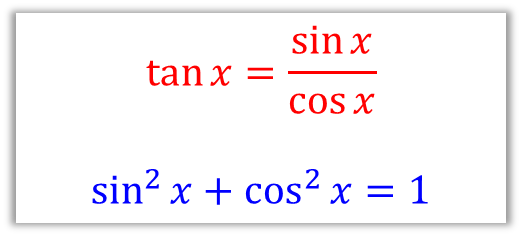 tan x = sin x / cos x
sin² x + cos² x = 1